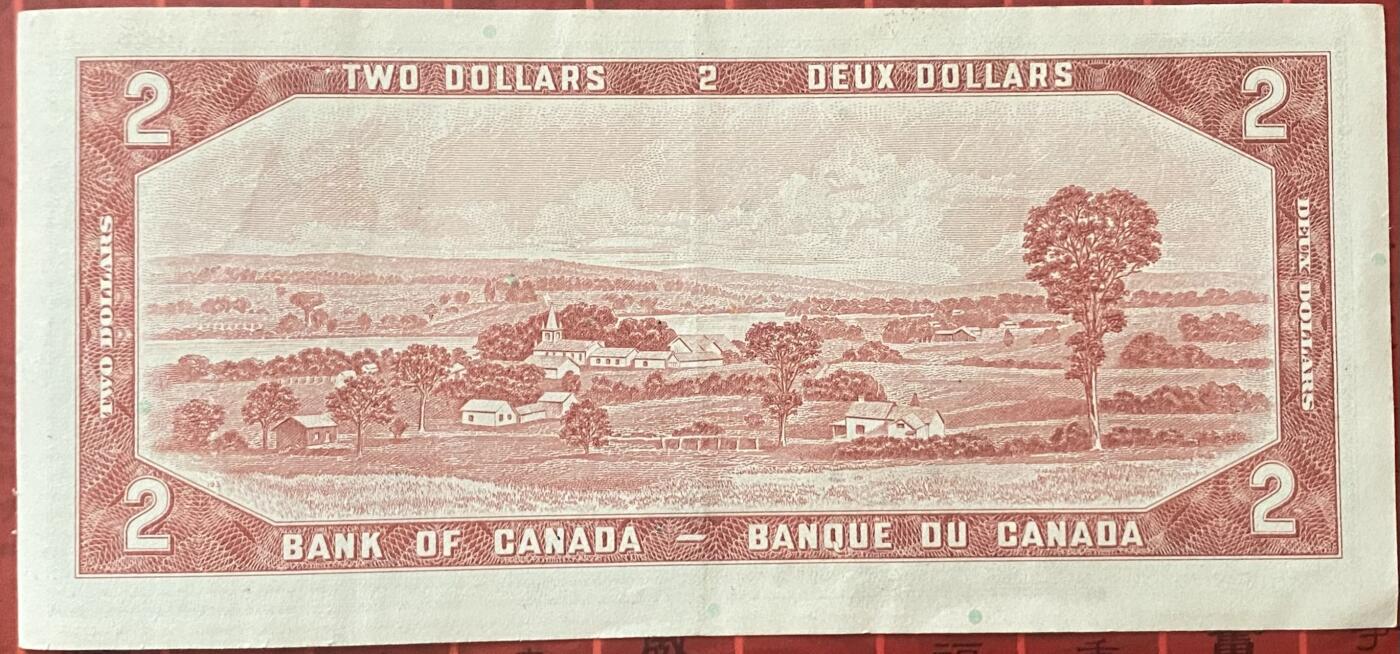 TWO DOLLARS 2 DEUX DOLLARS
2
2
TWO DOLLARS
DEUX DOLLARS
2
2
BANK OF CANADA — BANQUE DU CANADA
手